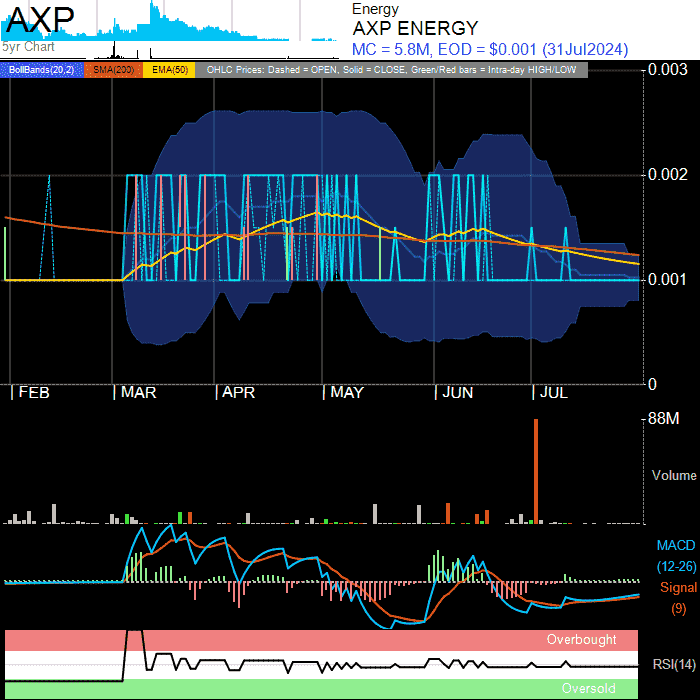 AXP
5yr Chart
Energy
AXP ENERGY
MC = 5.8M, EOD = $0.001 (31Jul2024)
BollBands(20,2) SMA(200) EMA(50) OHLC Prices: Dashed = OPEN, Solid = CLOSE, Green/Red bars = Intra-day HIGH/LOW
0.003
0.002
0.001
0
FEB MAR APR MAY JUN JUL
88M
Volume
MACD
(12-26)
Signal
(9)
Overbought
RSI(14)
Oversold